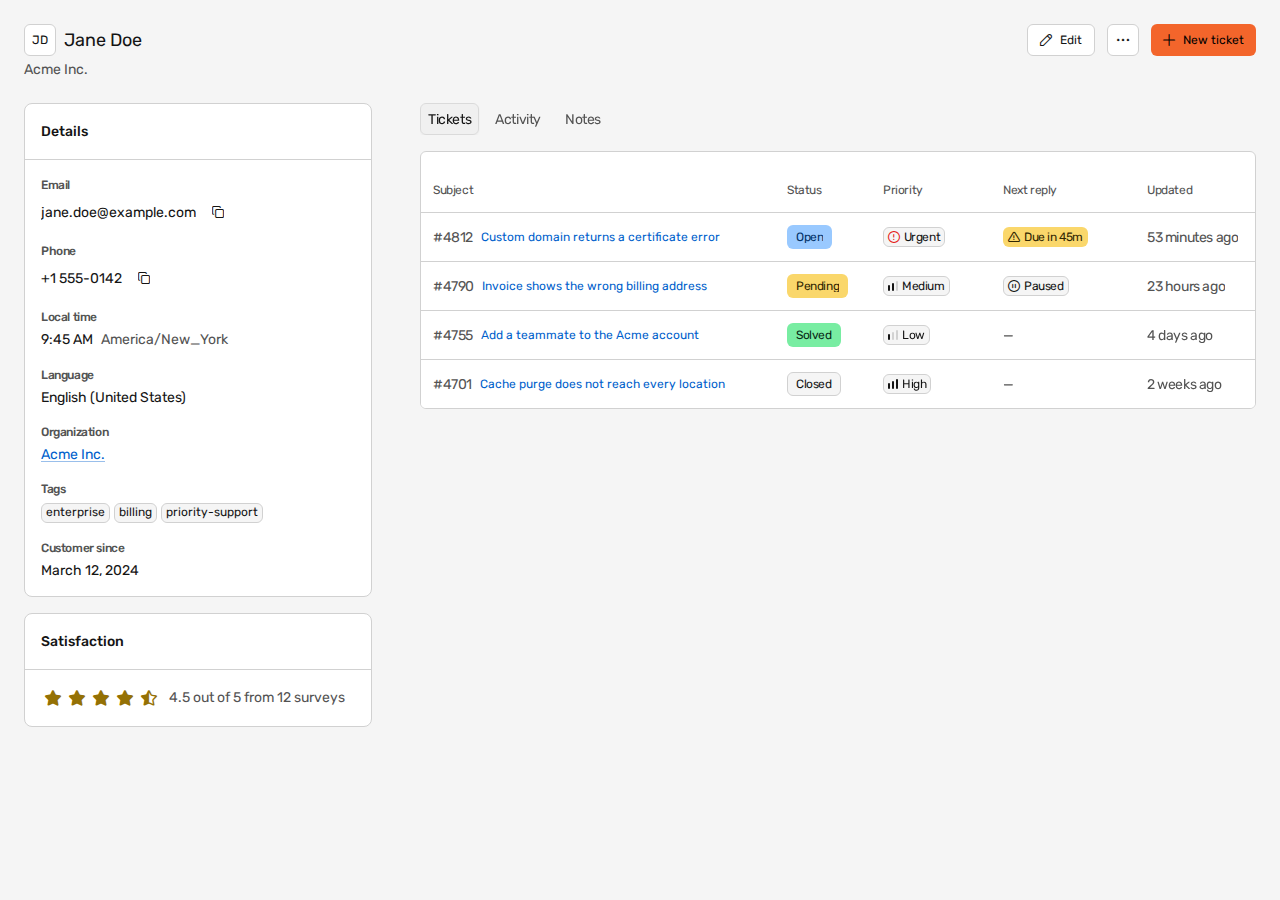 JD Jane Doe
Edit
New ticket
Acme Inc.
Details
Email
jane.doe@example.com
Phone
+1 555-0142
Local time
9:45 AM America/New_York
Language
English (United States)
Organization
Acme Inc.
Tags
enterprise billing priority-support
Customer since
March 12, 2024
Satisfaction
4.5 out of 5 from 12 surveys
Tickets Activity Notes
Subject Status Priority Next reply Updated
#4812 Custom domain returns a certificate error Open Urgent Due in 45m 53 minutes ago
#4790 Invoice shows the wrong billing address Pending Medium Paused 23 hours ago
#4755 Add a teammate to the Acme account Solved Low – 4 days ago
#4701 Cache purge does not reach every location Closed High – 2 weeks ago